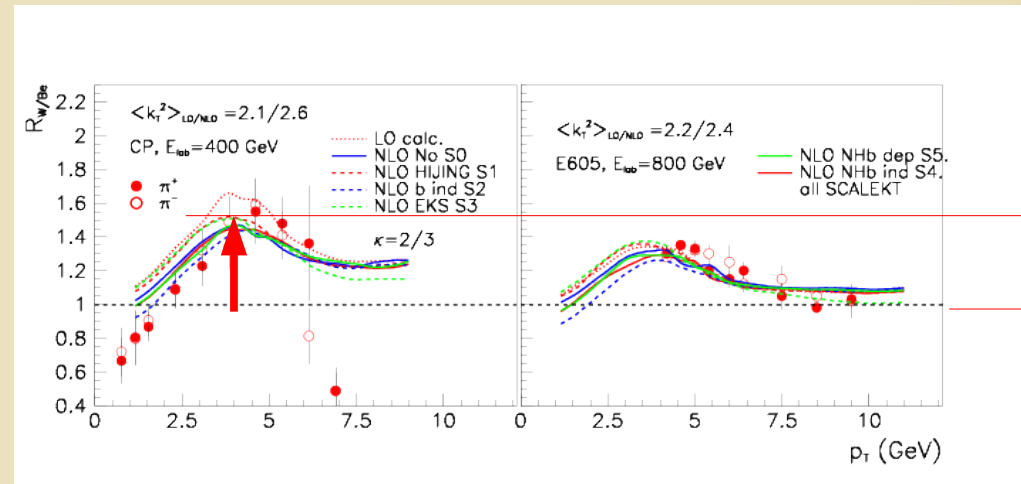 R_W/Be
2.2
2
1.8
1.6
1.4
1.2
1
0.8
0.6
0.4
0
2.5
5
7.5
10
<k_T²>_LO/NLO =2.1/2.6
CP, E_lab=400 GeV
π⁺
π⁻
LO calc.
NLO No S0
NLO HIJING S1
NLO b ind S2
NLO EKS S3
κ=2/3
<k_T²>_LO/NLO =2.2/2.4
E605, E_lab=800 GeV
NLO NHb dep S5.
NLO NHb ind S4.
all SCALEKT
0
2.5
5
7.5
10
p_T (GeV)